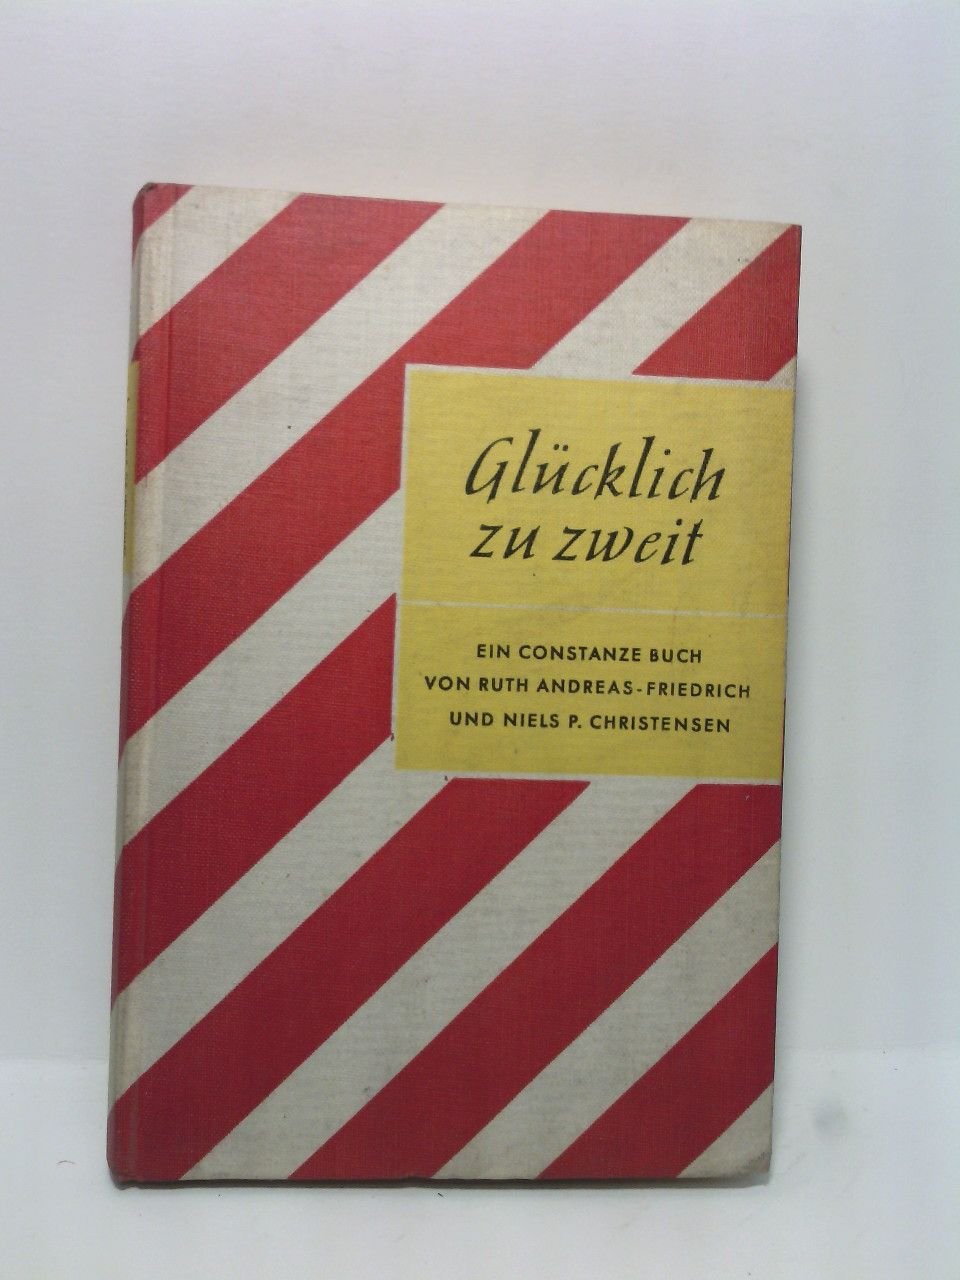 Glücklich
zu zweit
EIN CONSTANZE BUCH
VON RUTH ANDREAS-FRIEDRICH
UND NIELS P. CHRISTENSEN